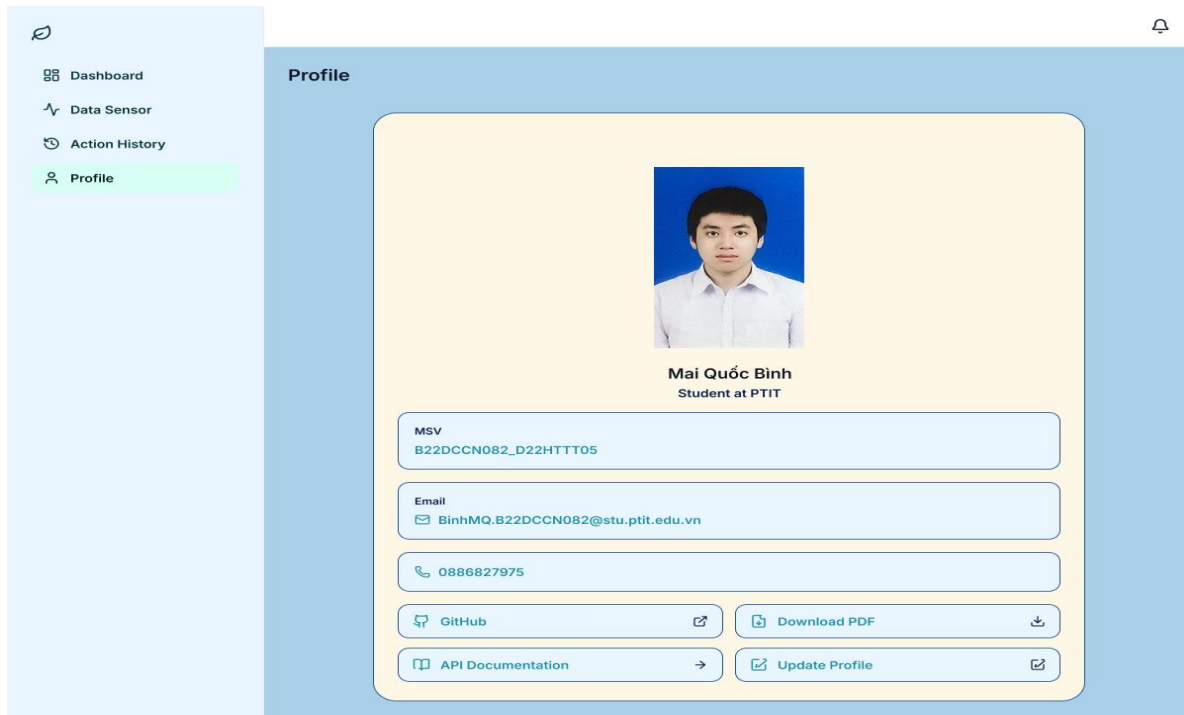 Dashboard
Data Sensor
Action History
Profile
Profile
Mai Quốc Bình
Student at PTIT
MSV
B22DCCN082_D22HTTT05
Email
BinhMQ.B22DCCN082@stu.ptit.edu.vn
0886827975
GitHub
Download PDF
API Documentation
Update Profile